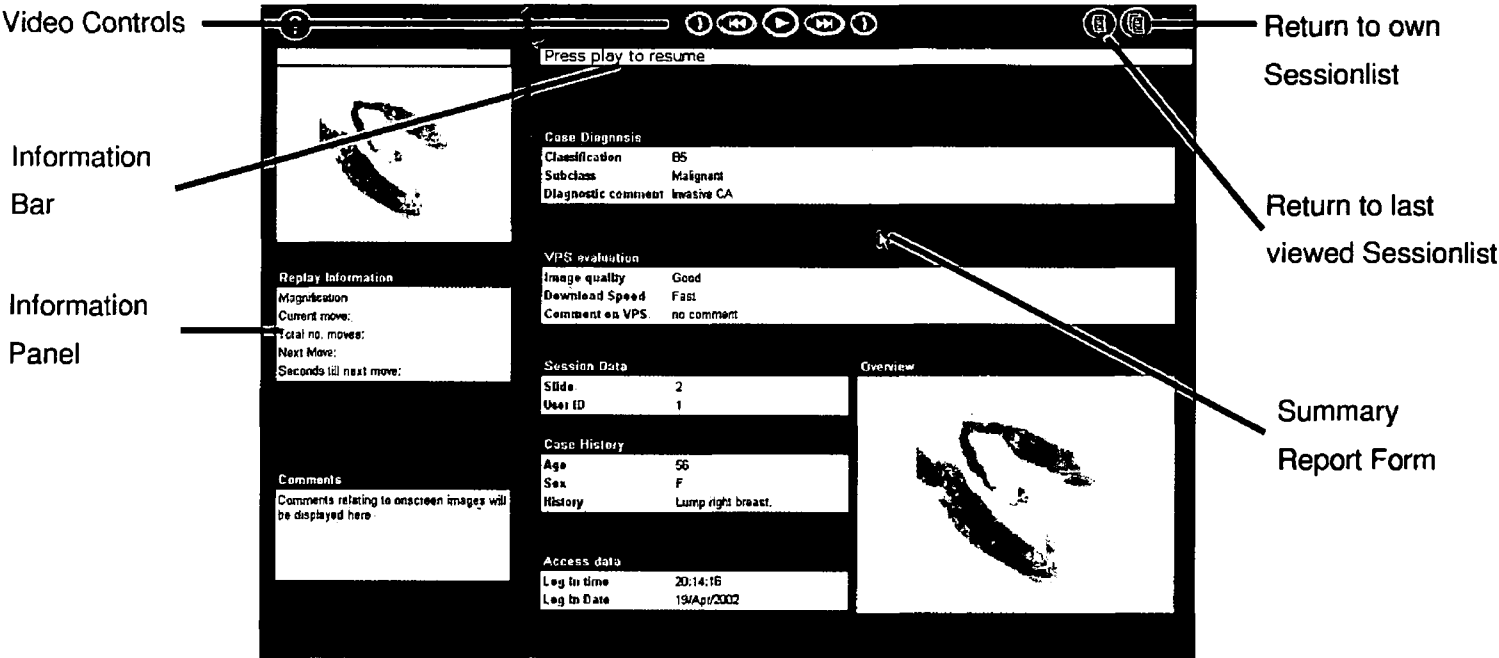 Video Controls
Return to own
Sessionlist
Press play to resume
Information
Bar
Case Diagnosis
Classification B5
Subclass Malignant
Diagnostic comment Invasive CA
Return to last
viewed Sessionlist
VPS evaluation
Image quality Good
Download Speed Fast
Comment on VPS. no comment
Replay Information
Magnification
Current move:
Total no. moves:
Next Move:
Seconds till next move:
Information
Panel
Session Data
Slide 2
User ID 1
Overview
Summary
Report Form
Case History
Age 56
Sex F
History Lump right breast.
Comments
Comments relating to onscreen images will
be displayed here
Access data
Log in time 20:14:16
Log In Date 19/Apr/2002